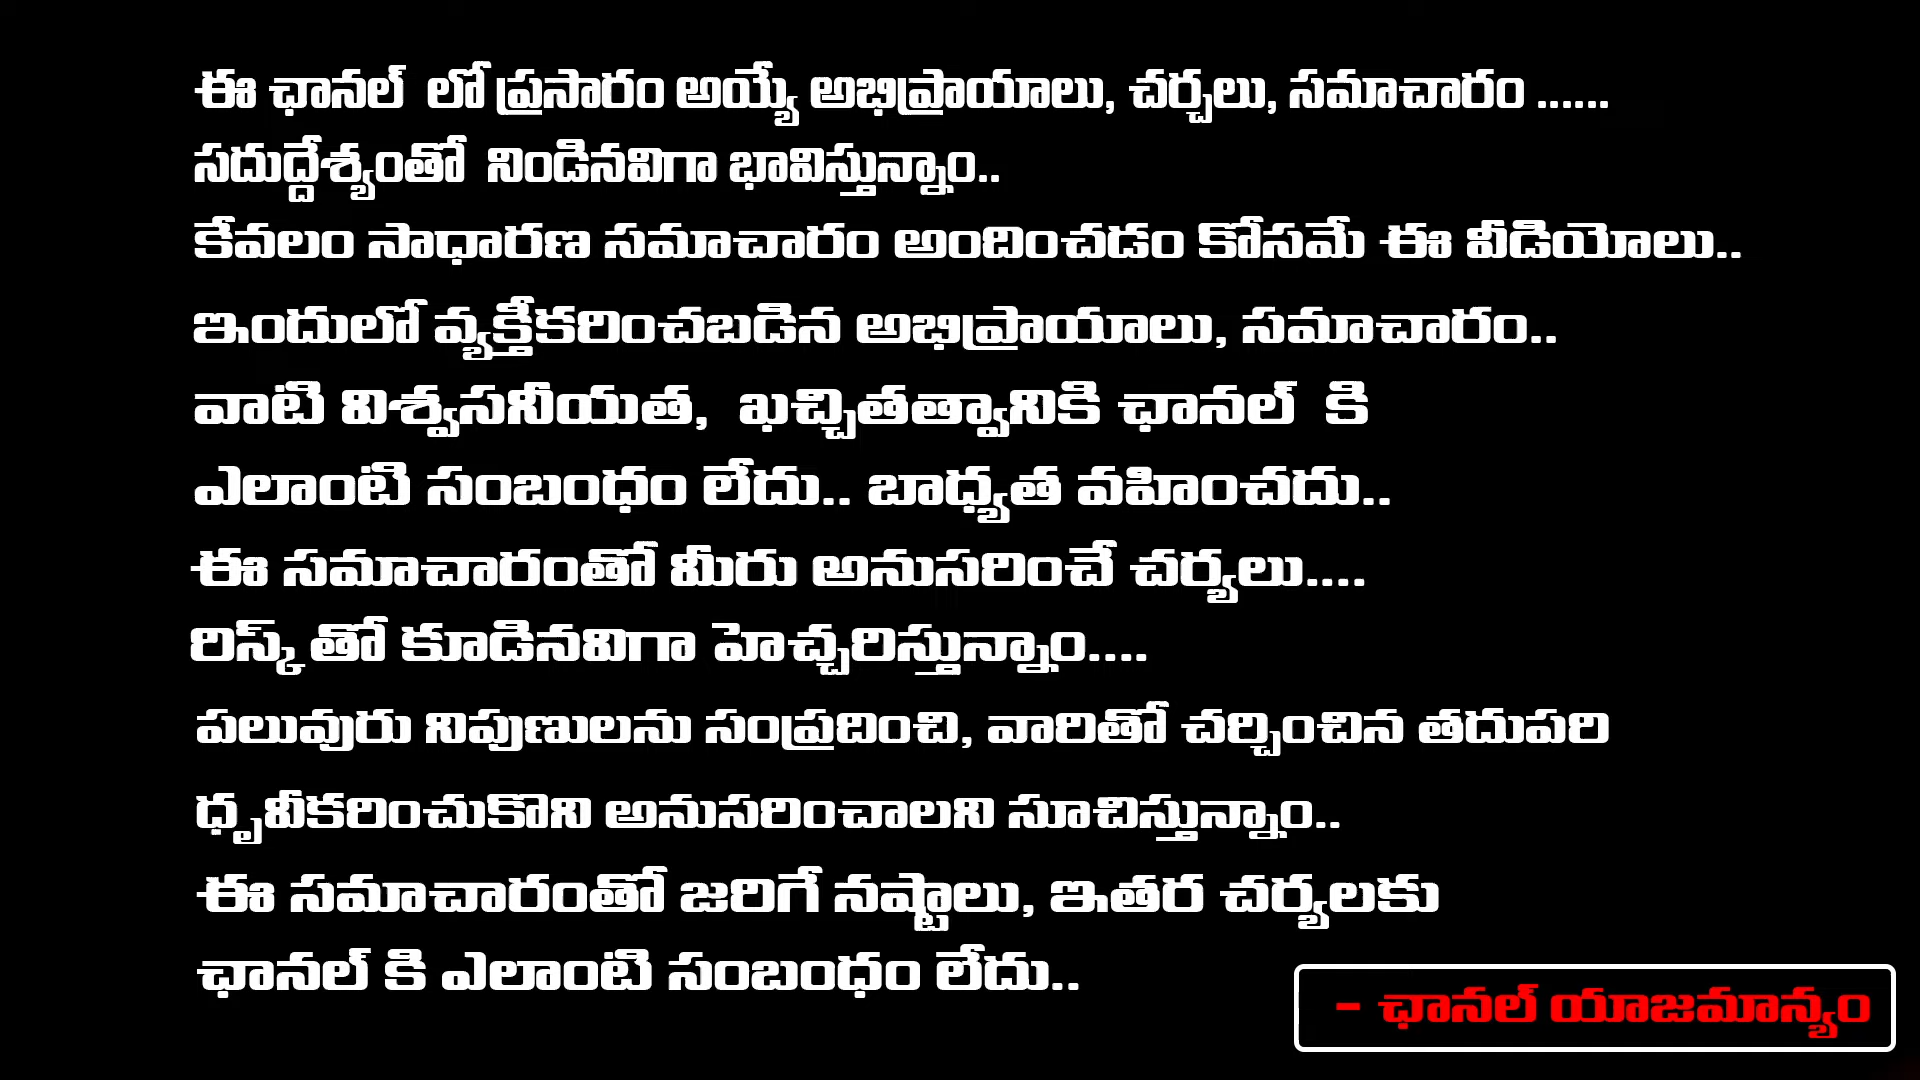 ఈ ఛానల్ లో ప్రసారం అయ్యే అభిప్రాయాలు, చర్చలు, సమాచారం ......
సదుద్దేశ్యంతో నిండినవిగా భావిస్తున్నాం..
కేవలం సాధారణ సమాచారం అందించడం కోసమే ఈ వీడియోలు..
ఇందులో వ్యక్తీకరించబడిన అభిప్రాయాలు, సమాచారం..
వాటి విశ్వసనీయత, ఖచ్చితత్వానికి ఛానల్ కి
ఎలాంటి సంబంధం లేదు.. బాధ్యత వహించదు..
ఈ సమాచారంతో మీరు అనుసరించే చర్యలు....
రిస్క్ తో కూడినవిగా హెచ్చరిస్తున్నాం....
పలువురు నిపుణులను సంప్రదించి, వారితో చర్చించిన తదుపరి
ధృవీకరించుకొని అనుసరించాలని సూచిస్తున్నాం..
ఈ సమాచారంతో జరిగే నష్టాలు, ఇతర చర్యలకు
ఛానల్ కి ఎలాంటి సంబంధం లేదు..
- ఛానల్ యాజమాన్యం